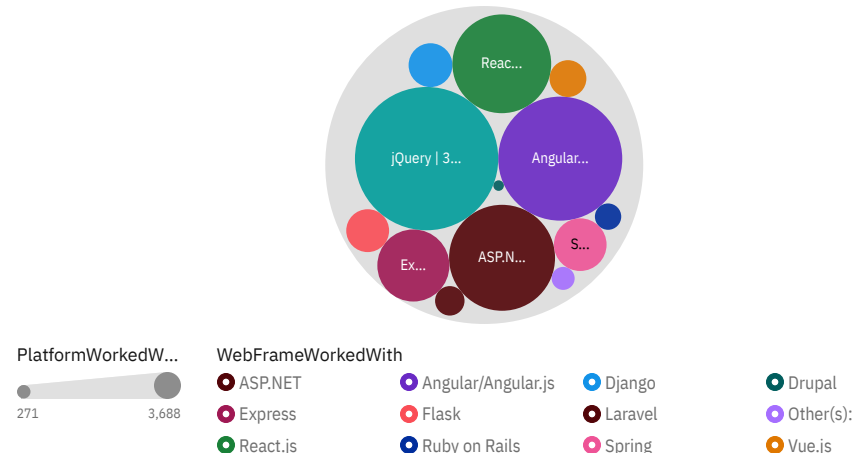 Reac...
jQuery | 3...
Angular...
S...
ASP.N...
Ex...
PlatformWorkedW...
271
3,688
WebFrameWorkedWith
ASP.NET
Angular/Angular.js
Django
Drupal
Express
Flask
Laravel
Other(s):
React.js
Ruby on Rails
Spring
Vue.js